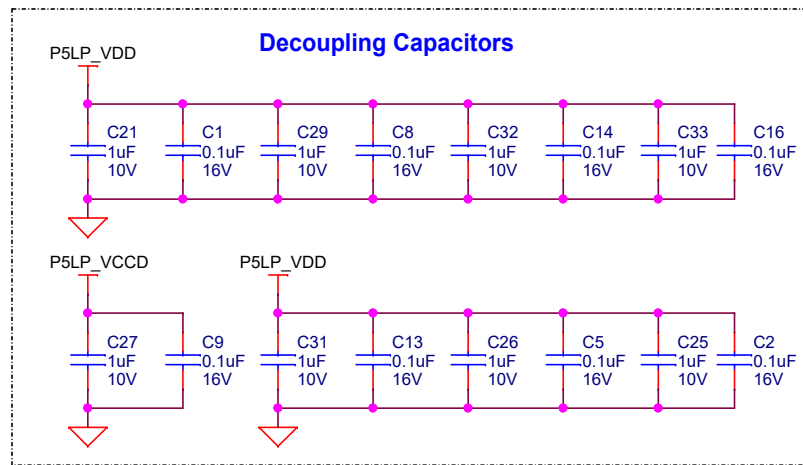 Decoupling Capacitors
P5LP_VDD
C21 C1 C29 C8 C32 C14 C33 C16
1uF 0.1uF 1uF 0.1uF 1uF 0.1uF 1uF 0.1uF
10V 16V 10V 16V 10V 16V 10V 16V
P5LP_VCCD P5LP_VDD
C27 C9 C31 C13 C26 C5 C25 C2
1uF 0.1uF 1uF 0.1uF 1uF 0.1uF 1uF 0.1uF
10V 16V 10V 16V 10V 16V 10V 16V